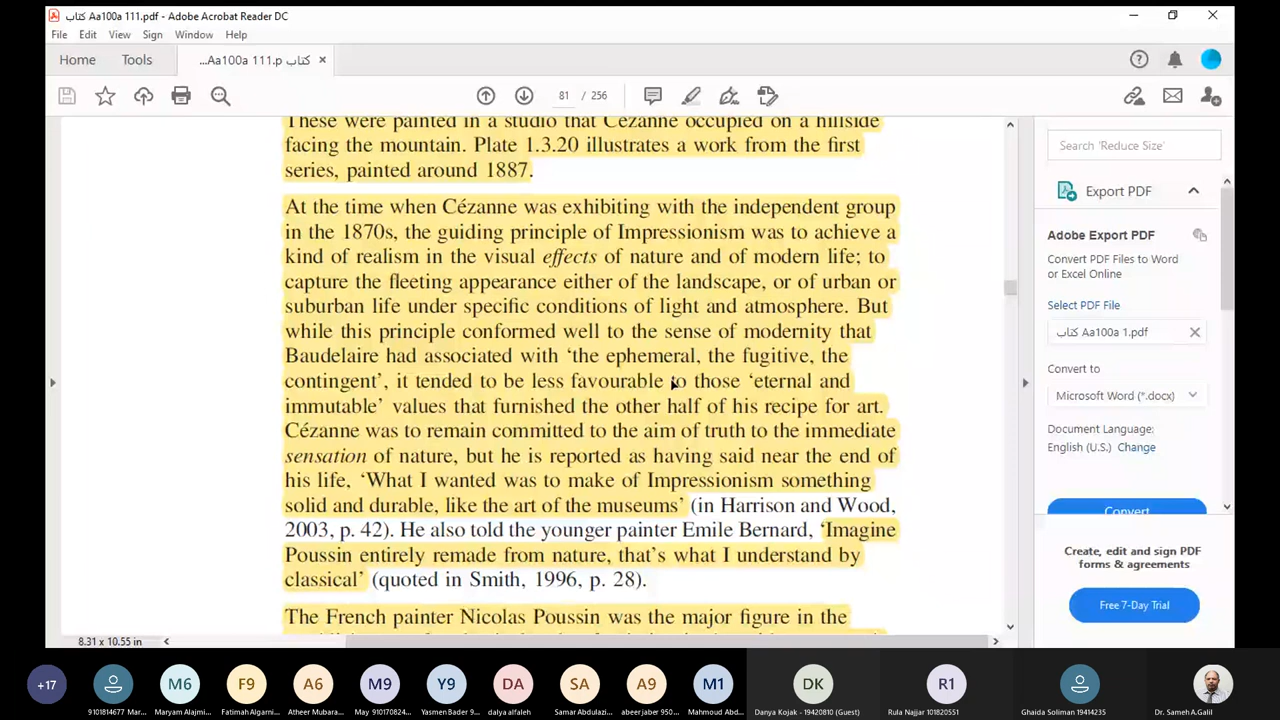 كتاب Aa100a 111.pdf - Adobe Acrobat Reader DC
File Edit View Sign Window Help
Home Tools ...Aa100a 111.p كتاب ×
81 / 256
These were painted in a studio that Cézanne occupied on a hillside
facing the mountain. Plate 1.3.20 illustrates a work from the first
series, painted around 1887.
At the time when Cézanne was exhibiting with the independent group
in the 1870s, the guiding principle of Impressionism was to achieve a
kind of realism in the visual effects of nature and of modern life; to
capture the fleeting appearance either of the landscape, or of urban or
suburban life under specific conditions of light and atmosphere. But
while this principle conformed well to the sense of modernity that
Baudelaire had associated with ‘the ephemeral, the fugitive, the
contingent’, it tended to be less favourable to those ‘eternal and
immutable’ values that furnished the other half of his recipe for art.
Cézanne was to remain committed to the aim of truth to the immediate
sensation of nature, but he is reported as having said near the end of
his life, ‘What I wanted was to make of Impressionism something
solid and durable, like the art of the museums’ (in Harrison and Wood,
2003, p. 42). He also told the younger painter Emile Bernard, ‘Imagine
Poussin entirely remade from nature, that’s what I understand by
classical’ (quoted in Smith, 1996, p. 28).
The French painter Nicolas Poussin was the major figure in the
8.31 x 10.55 in
Search 'Reduce Size'
Export PDF
Adobe Export PDF
Convert PDF Files to Word
or Excel Online
Select PDF File
كتاب Aa100a 1.pdf
Convert to
Microsoft Word (*.docx)
Document Language:
English (U.S.) Change
Convert
Create, edit and sign PDF
forms & agreements
Free 7-Day Trial
+17 M6 F9 A6 M9 Y9 DA SA A9 M1 DK R1
9101814677 Mar... Maryam Alajmi... FatimahAlgarni... Atheer Mubara... May 910170824... Yasmen Bader 9... dalya alfaleh Samar Abdulazi... abeer jaber 950... Mahmoud Abd... Danya Kojak - 19420810 (Guest) Rula Najjar 101820551 Ghaida Soliman 19414235 Dr. Sameh A.Galil